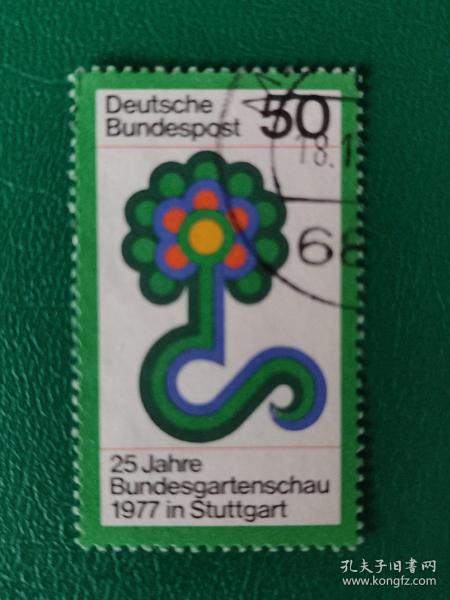 Deutsche
Bundespost
50
18.1
68
25 Jahre
Bundesgartenschau
1977 in Stuttgart
孔夫子旧书网
www.kongfz.com